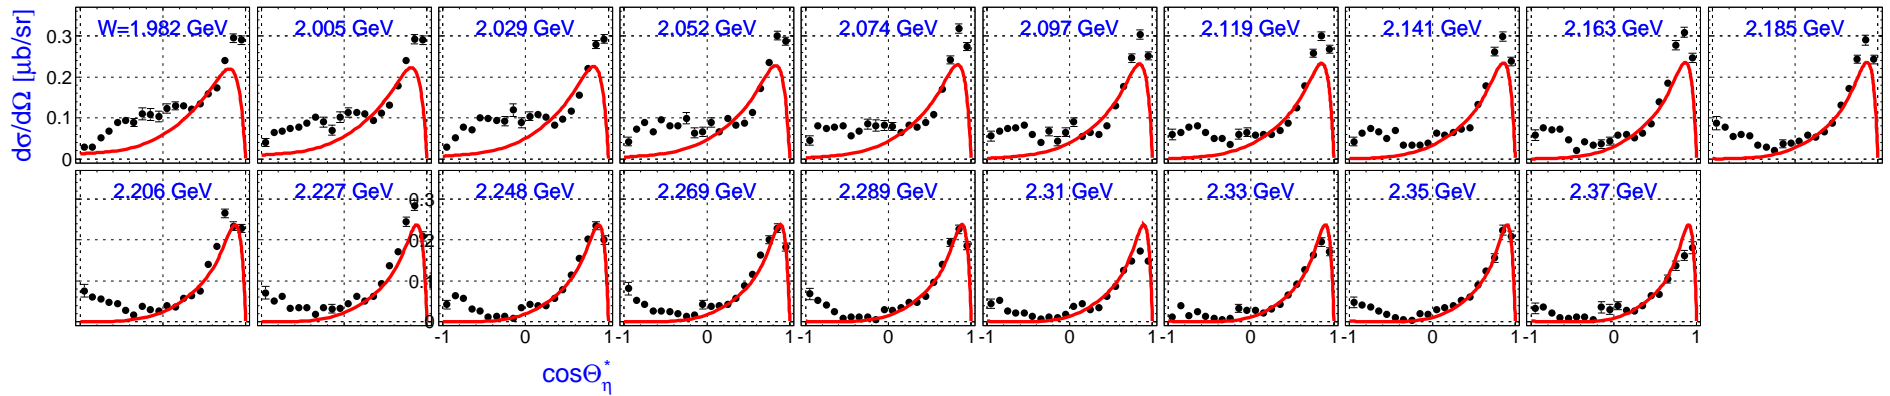 dσ/dΩ [μb/sr]
W=1.982 GeV 2.005 GeV 2.029 GeV 2.052 GeV 2.074 GeV 2.097 GeV 2.119 GeV 2.141 GeV 2.163 GeV 2.185 GeV
0.3
0.2
0.1
0
2.206 GeV 2.227 GeV 2.248 GeV 2.269 GeV 2.289 GeV 2.31 GeV 2.33 GeV 2.35 GeV 2.37 GeV
0.3
0.2
0.1
0
-1 0 1 -1 0 1 -1 0 1 -1 0 1 -1 0 1 -1 0 1 -1 0 1
cosΘ*η